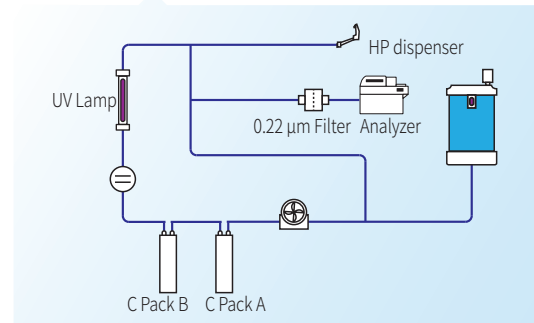 HP dispenser
UV Lamp
0.22 μm Filter Analyzer
C Pack B C Pack A